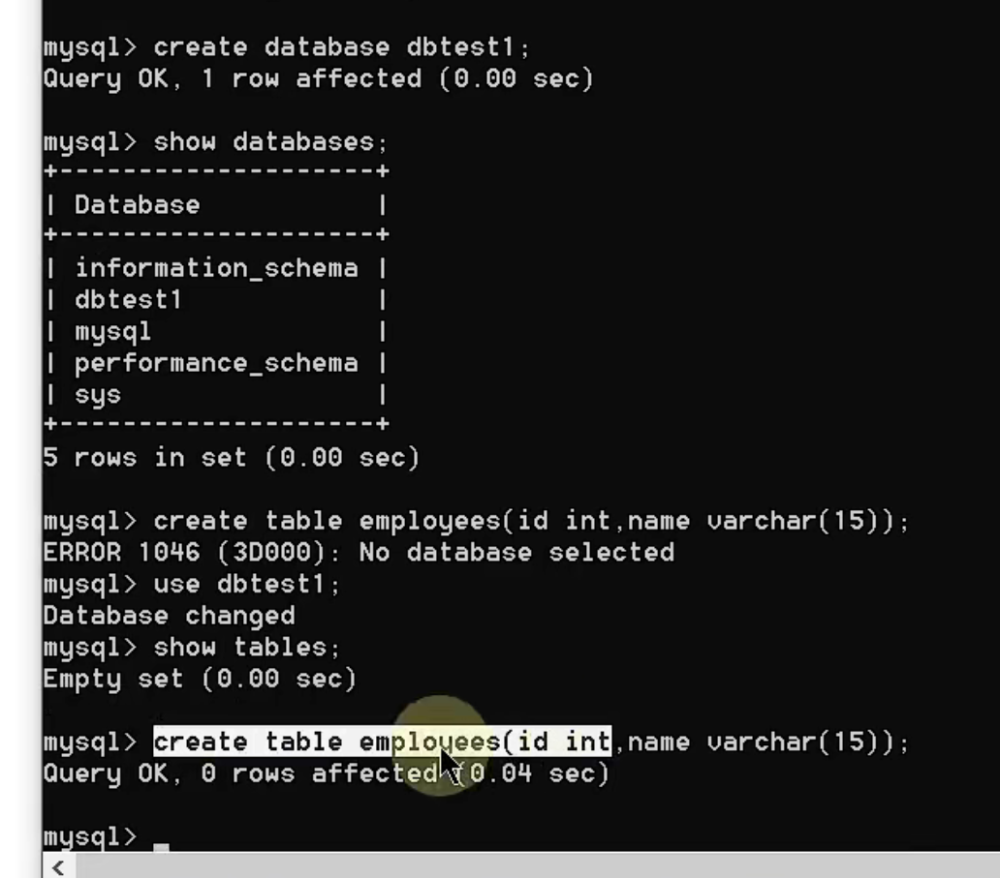 mysql> create database dbtest1;
Query OK, 1 row affected (0.00 sec)
mysql> show databases;
+--------------------+
| Database           |
+--------------------+
| information_schema |
| dbtest1            |
| mysql              |
| performance_schema |
| sys                |
+--------------------+
5 rows in set (0.00 sec)
mysql> create table employees(id int,name varchar(15));
ERROR 1046 (3D000): No database selected
mysql> use dbtest1;
Database changed
mysql> show tables;
Empty set (0.00 sec)
mysql> create table employees(id int,name varchar(15));
Query OK, 0 rows affected (0.04 sec)
mysql>